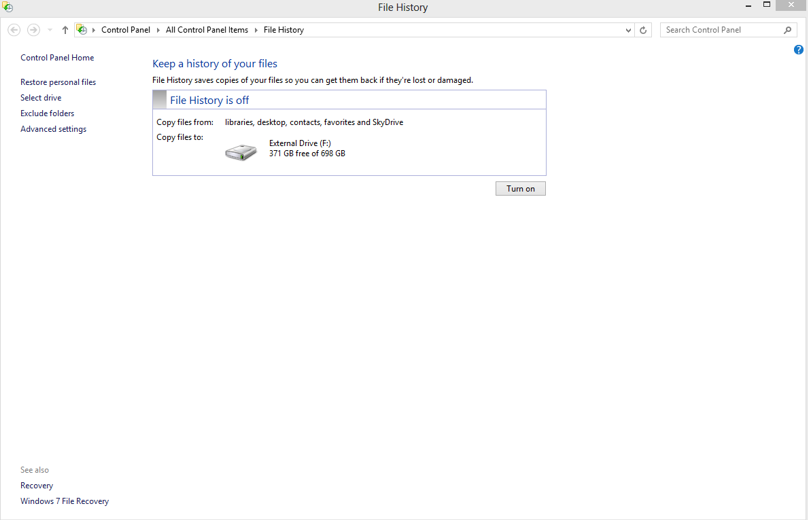 File History
Control Panel
All Control Panel Items
File History
Search Control Panel
?
Control Panel Home
Restore personal files
Select drive
Exclude folders
Advanced settings
Keep a history of your files
File History saves copies of your files so you can get them back if they're lost or damaged.
File History is off
Copy files from: libraries, desktop, contacts, favorites and SkyDrive
Copy files to:
External Drive (F:)
371 GB free of 698 GB
Turn on
See also
Recovery
Windows 7 File Recovery